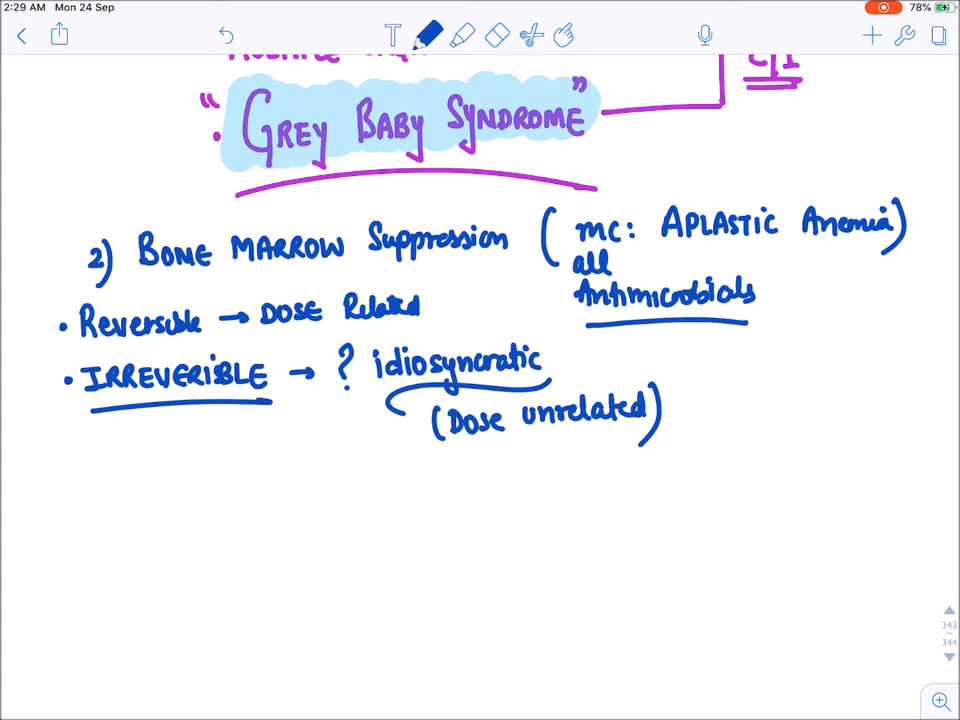 2:29 AM Mon 24 Sep
78%
T
C/I
"GREY BABY SYNDROME"
2) BONE MARROW Suppression (mc: APLASTIC Anemia)
all
Antimicrobials
• Reversible → DOSE Related
• IRREVERIBLE → ? idiosyncratic
(Dose unrelated)
343
344